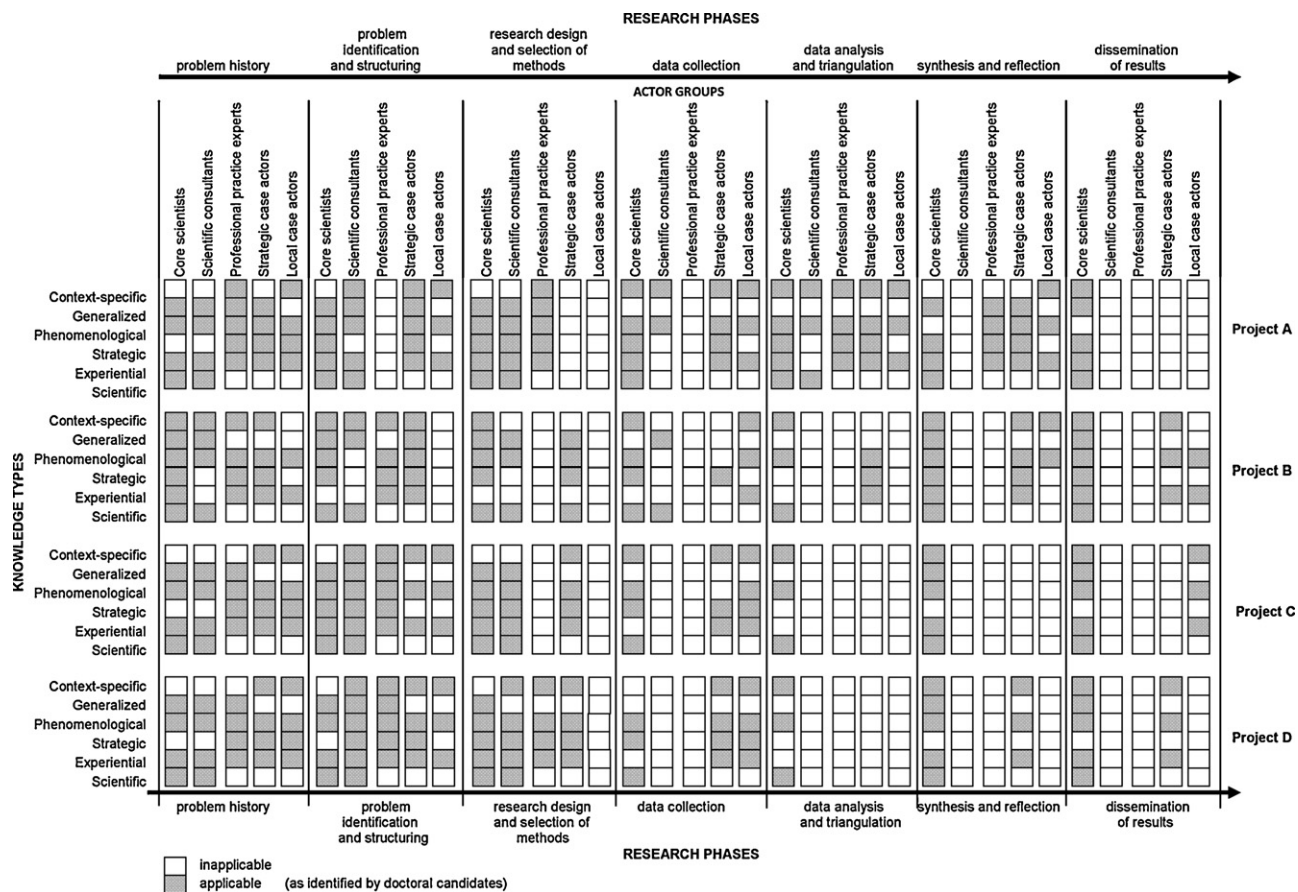 RESEARCH PHASES
problem history
problem
identification
and structuring
research design
and selection of
methods
data collection
data analysis
and triangulation
synthesis and reflection
dissemination
of results
ACTOR GROUPS
Core scientists
Scientific consultants
Professional practice experts
Strategic case actors
Local case actors
Core scientists
Scientific consultants
Professional practice experts
Strategic case actors
Local case actors
Core scientists
Scientific consultants
Professional practice experts
Strategic case actors
Local case actors
Core scientists
Scientific consultants
Professional practice experts
Strategic case actors
Local case actors
Core scientists
Scientific consultants
Professional practice experts
Strategic case actors
Local case actors
Core scientists
Scientific consultants
Professional practice experts
Strategic case actors
Local case actors
Core scientists
Scientific consultants
Professional practice experts
Strategic case actors
Local case actors
KNOWLEDGE TYPES
Context-specific
Generalized
Phenomenological
Strategic
Experiential
Scientific
Project A
Context-specific
Generalized
Phenomenological
Strategic
Experiential
Scientific
Project B
Context-specific
Generalized
Phenomenological
Strategic
Experiential
Scientific
Project C
Context-specific
Generalized
Phenomenological
Strategic
Experiential
Scientific
Project D
problem history
problem
identification
and structuring
research design
and selection of
methods
data collection
data analysis
and triangulation
synthesis and reflection
dissemination
of results
RESEARCH PHASES
inapplicable
applicable (as identified by doctoral candidates)